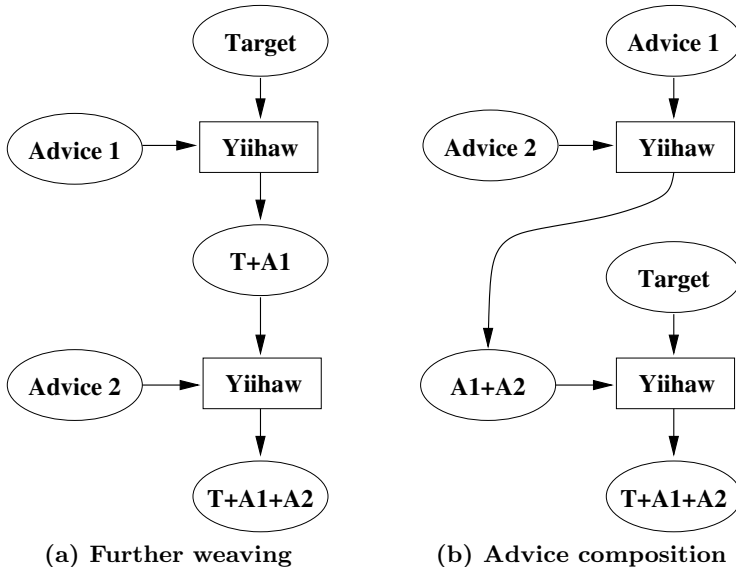 Target
Advice 1
Yiihaw
T+A1
Advice 2
Yiihaw
T+A1+A2
(a) Further weaving
Advice 1
Advice 2
Yiihaw
Target
A1+A2
Yiihaw
T+A1+A2
(b) Advice composition